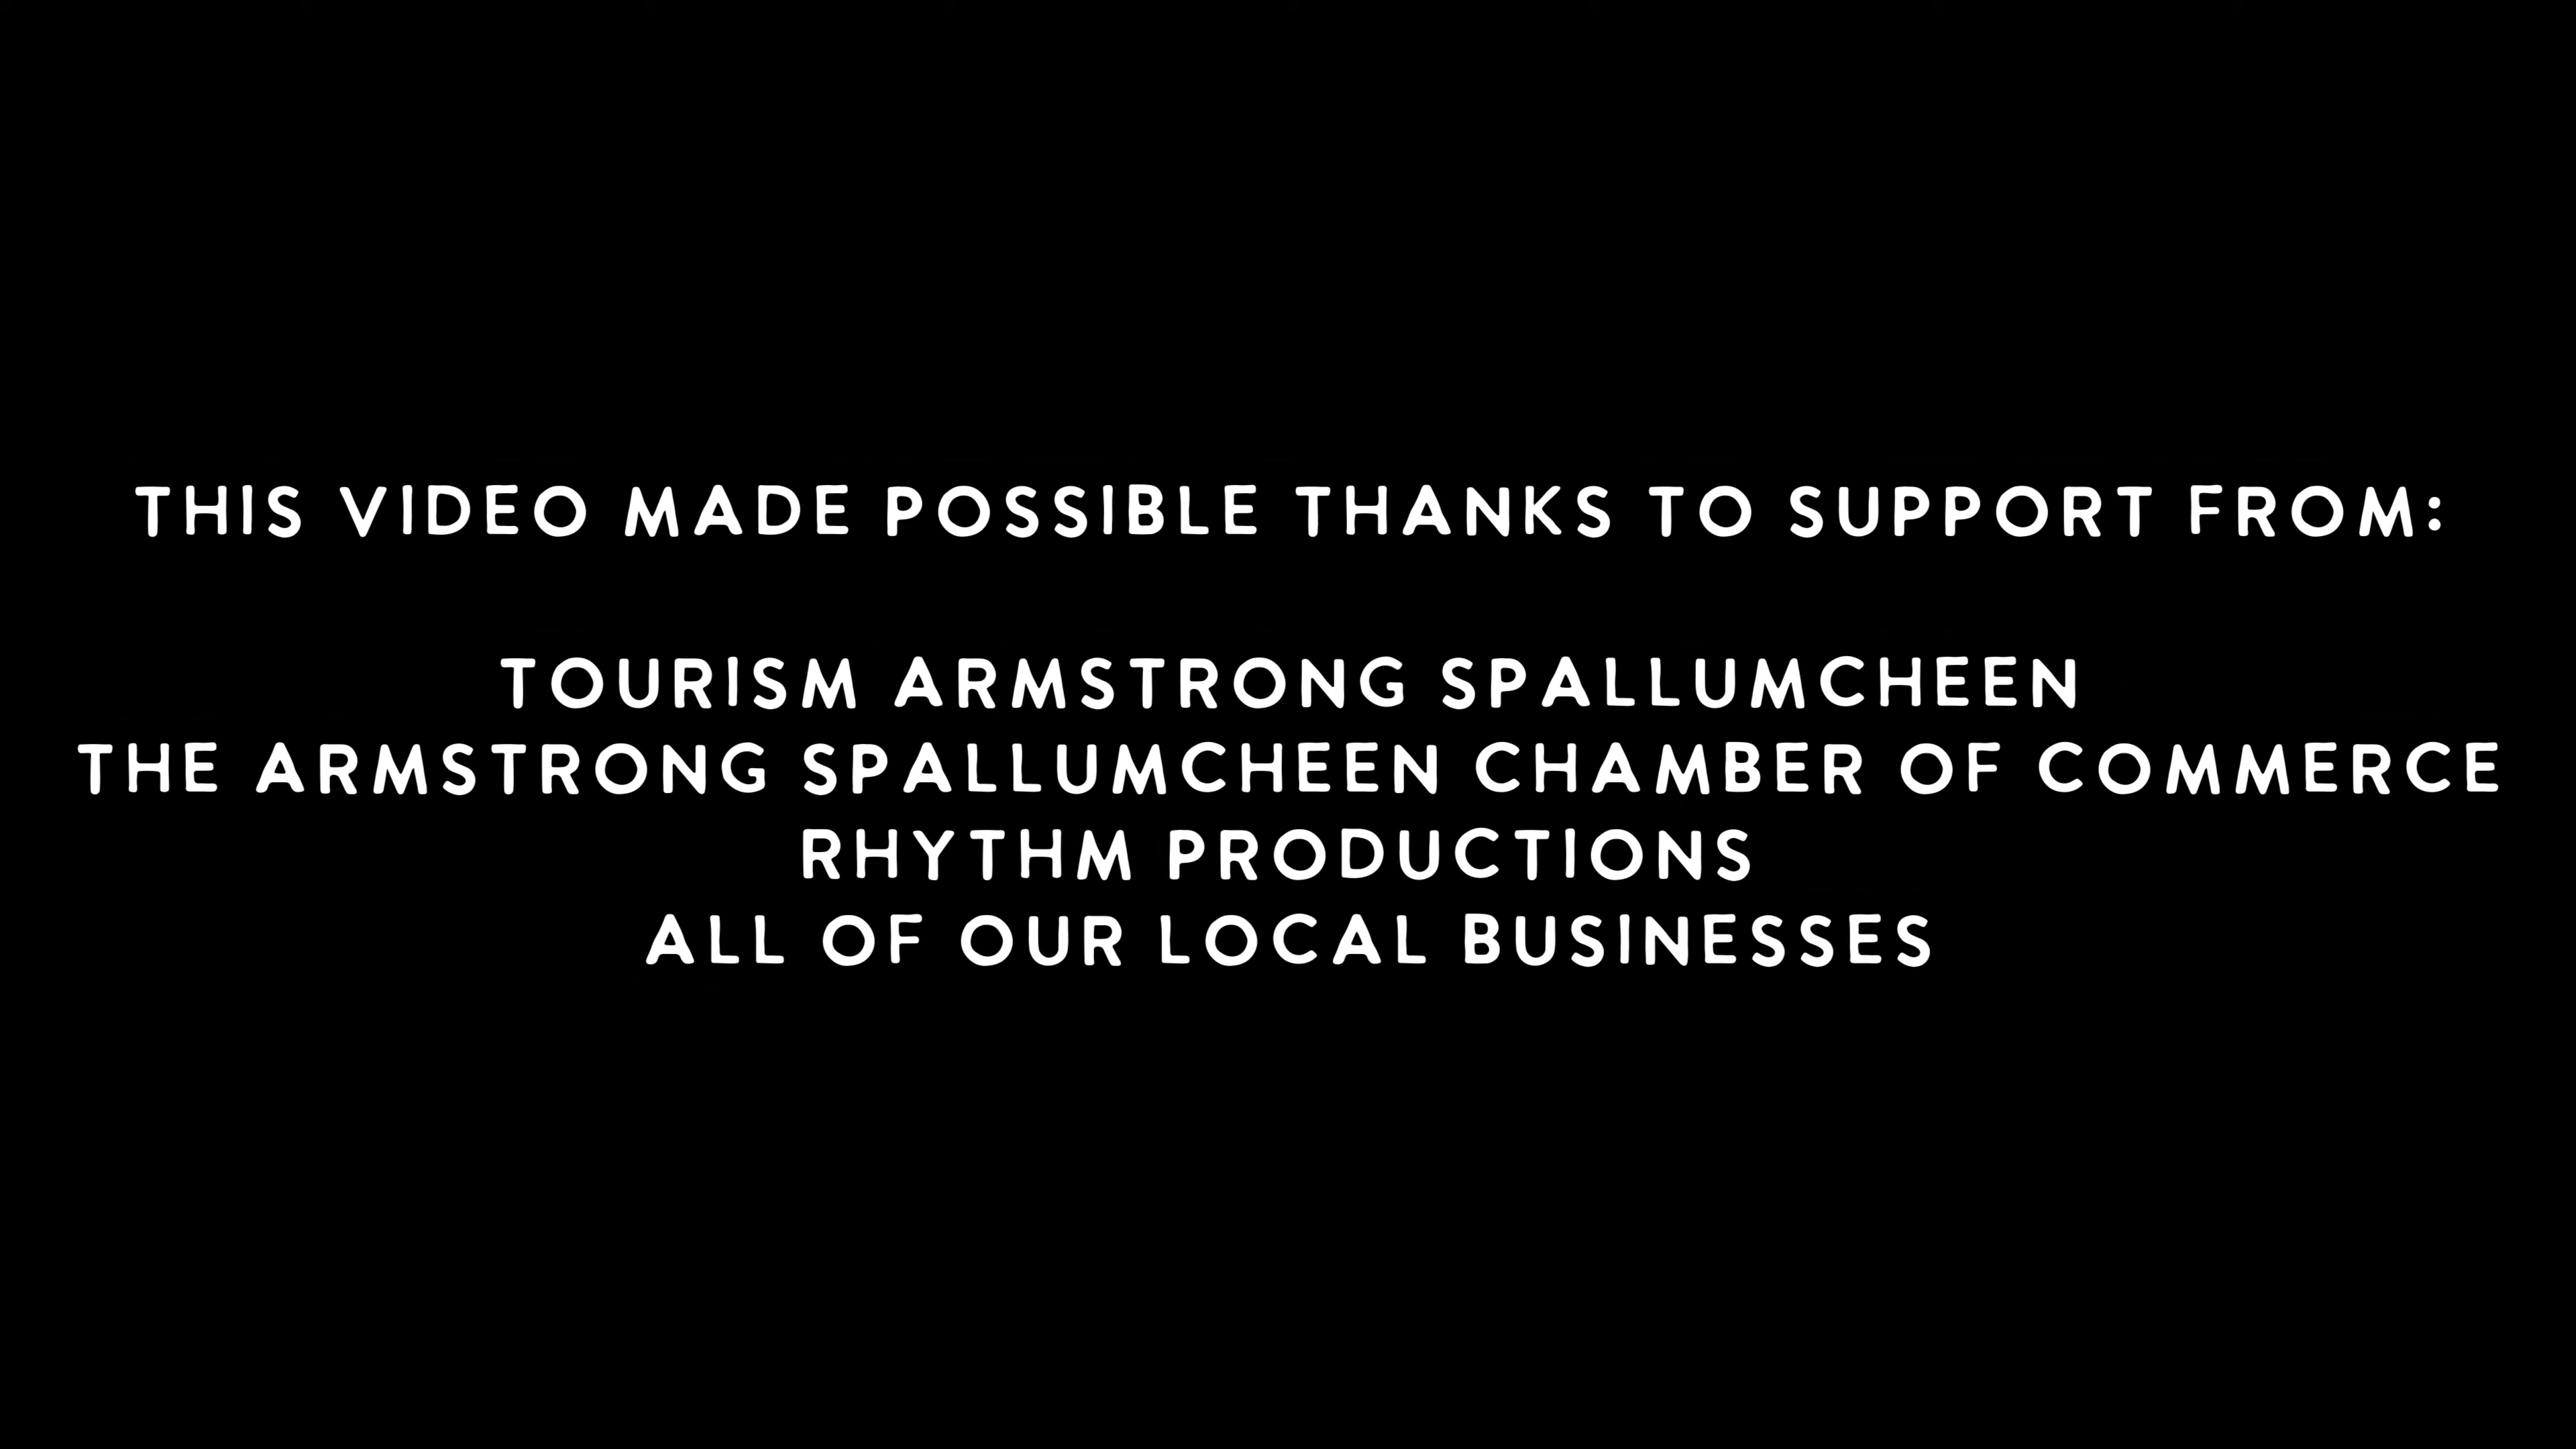 THIS VIDEO MADE POSSIBLE THANKS TO SUPPORT FROM:
TOURISM ARMSTRONG SPALLUMCHEEN
THE ARMSTRONG SPALLUMCHEEN CHAMBER OF COMMERCE
RHYTHM PRODUCTIONS
ALL OF OUR LOCAL BUSINESSES